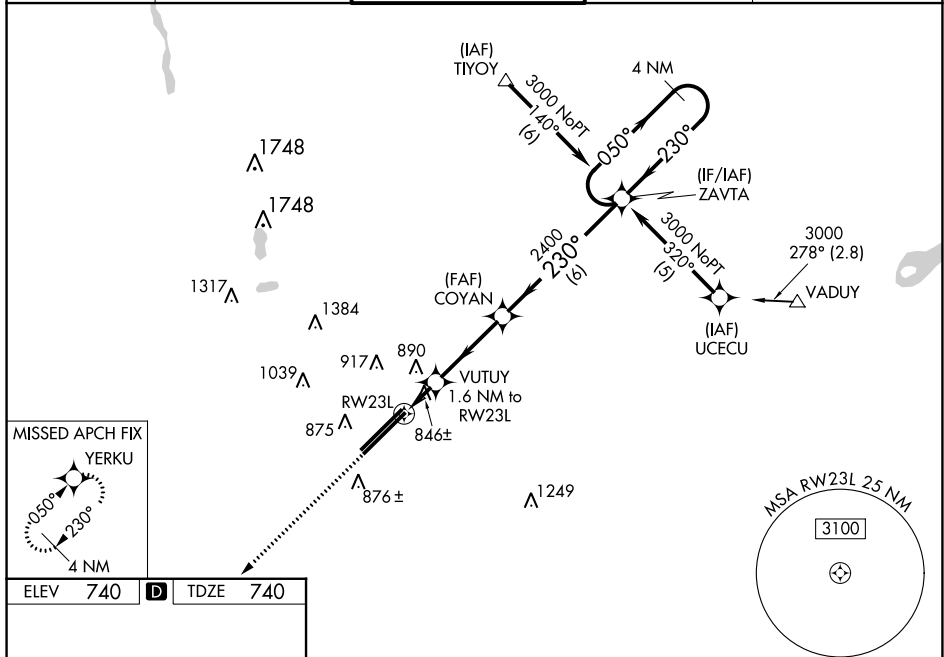 (IAF)
TIYOY
4 NM
3000 NoPT
140°
(6)
050°
230°
(IF/IAF)
ZAVTA
1748
1748
3000 NoPT
320°
(5)
3000
278° (2.8)
VADUY
2400
230°
(6)
(FAF)
COYAN
(IAF)
UCECU
1317
1384
917
890
1039
VUTUY
1.6 NM to
RW23L
RW23L
875
846±
876±
1249
MISSED APCH FIX
YERKU
050°
230°
4 NM
MSA RW23L 25 NM
3100
ELEV 740 D TDZE 740